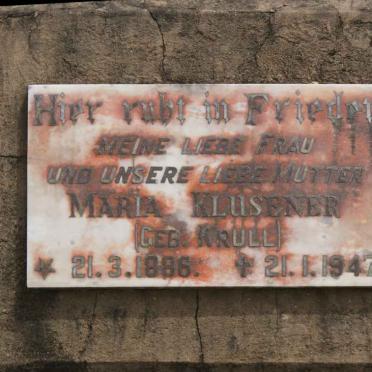 Hier ruht in Frieden
MEINE LIEBE FRAU
UND UNSERE LIEBE MUTTER
MARIA KLUSENER
(GEB. KRULL)
* 21.3.1886. + 21.1.1947